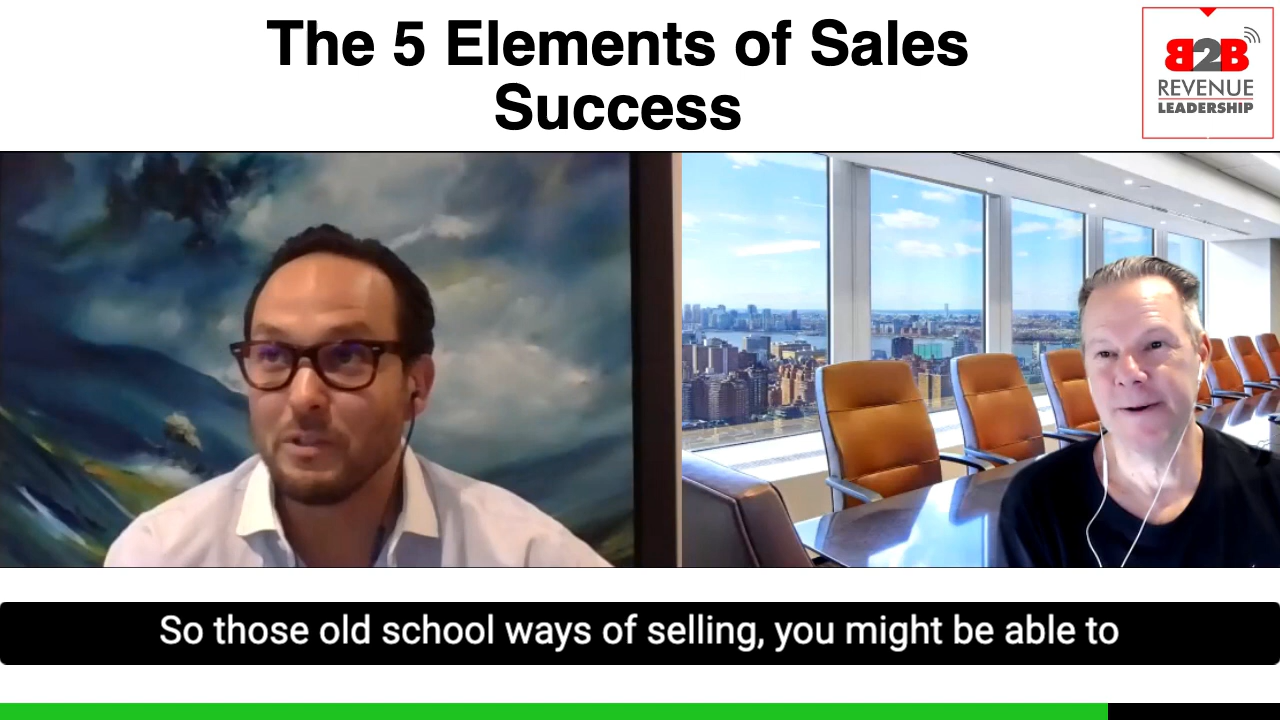 The 5 Elements of Sales
Success
B2B
REVENUE
LEADERSHIP
So those old school ways of selling, you might be able to